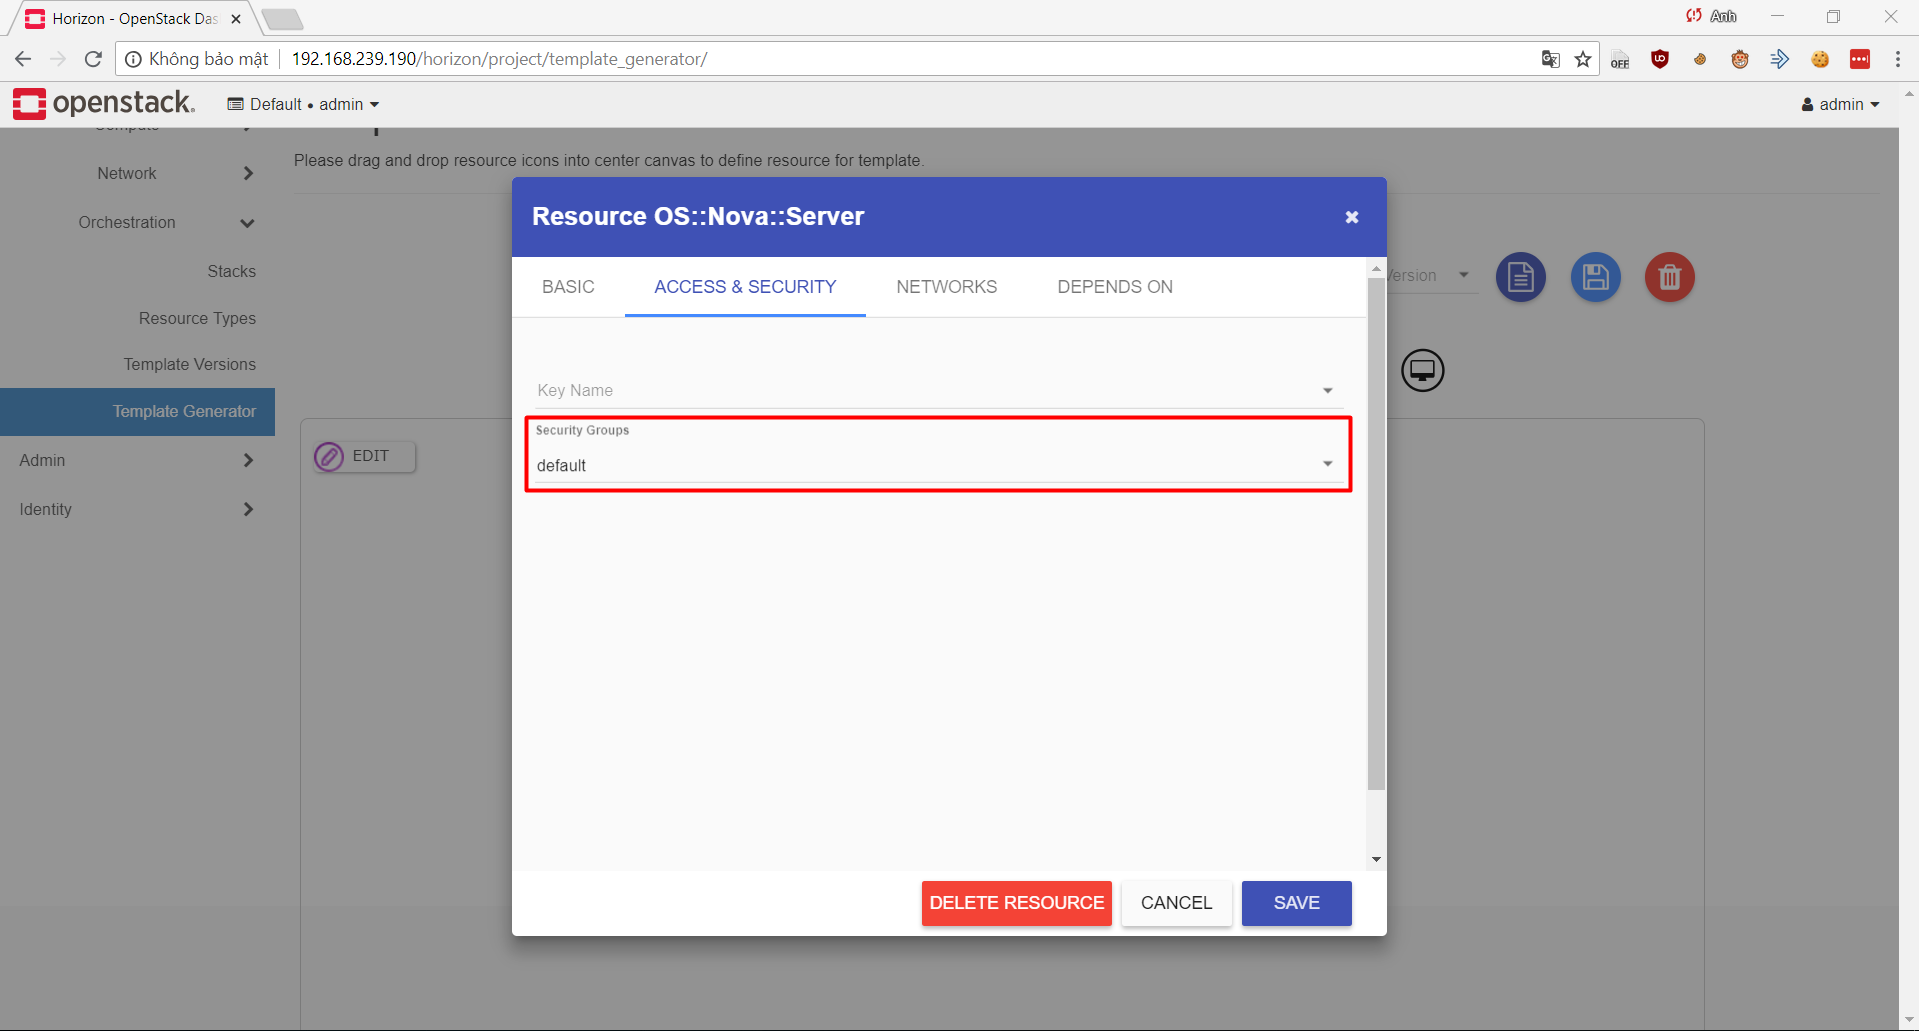 Horizon - OpenStack Das
Anh
Không bảo mật
192.168.239.190/horizon/project/template_generator/
OFF
openstack.
Default • admin
admin
Compute
Please drag and drop resource icons into center canvas to define resource for template.
Network
Orchestration
Stacks
Resource Types
Template Versions
Template Generator
Admin
Identity
EDIT
Version
Resource OS::Nova::Server
BASIC
ACCESS & SECURITY
NETWORKS
DEPENDS ON
Key Name
Security Groups
default
DELETE RESOURCE
CANCEL
SAVE